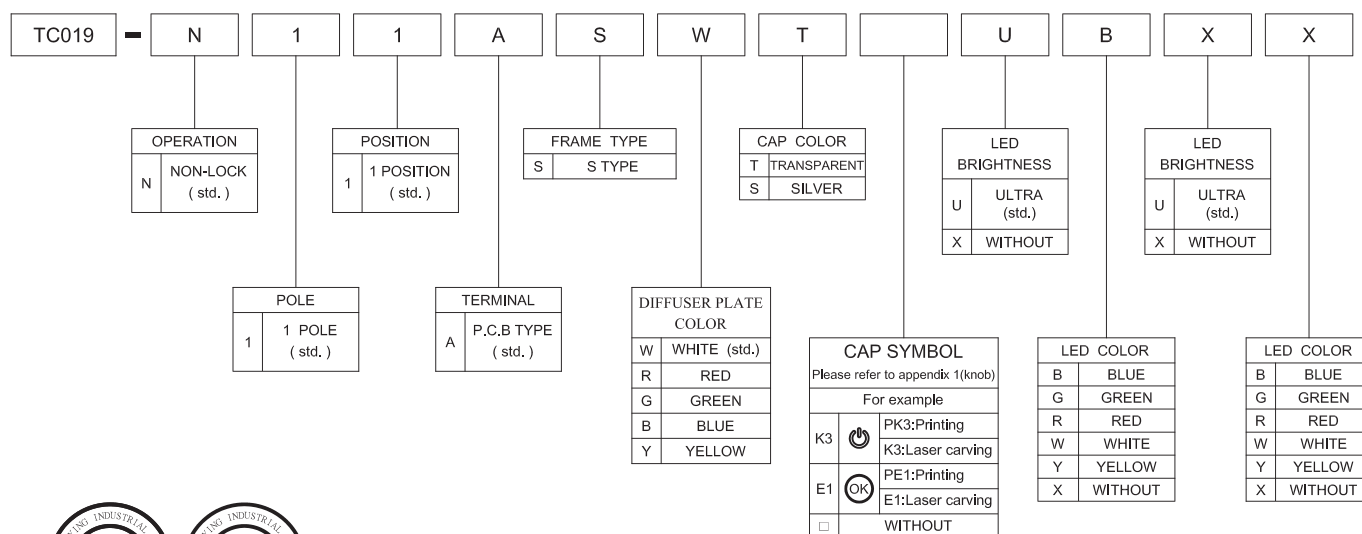 TC019 - N 1 1 A S W T U B X X
OPERATION
N NON-LOCK
( std. )
POSITION
1 1 POSITION
( std. )
FRAME TYPE
S S TYPE
CAP COLOR
T TRANSPARENT
S SILVER
LED
BRIGHTNESS
U ULTRA
(std.)
X WITHOUT
LED
BRIGHTNESS
U ULTRA
(std.)
X WITHOUT
POLE
1 1 POLE
( std. )
TERMINAL
A P.C.B TYPE
( std. )
DIFFUSER PLATE
COLOR
W WHITE (std.)
R RED
G GREEN
B BLUE
Y YELLOW
CAP SYMBOL
Please refer to appendix 1(knob)
For example
K3 PK3:Printing
K3:Laser carving
E1 OK PE1:Printing
E1:Laser carving
□ WITHOUT
LED COLOR
B BLUE
G GREEN
R RED
W WHITE
Y YELLOW
X WITHOUT
LED COLOR
B BLUE
G GREEN
R RED
W WHITE
Y YELLOW
X WITHOUT
INDUSTRIAL
INDUSTRIAL